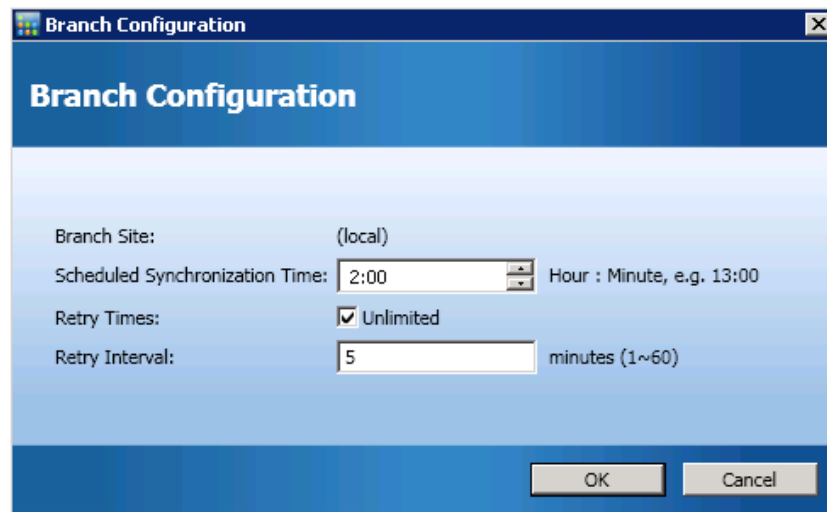 Branch Configuration
Branch Configuration
Branch Site: (local)
Scheduled Synchronization Time: 2:00 Hour : Minute, e.g. 13:00
Retry Times: Unlimited
Retry Interval: 5 minutes (1~60)
OK Cancel